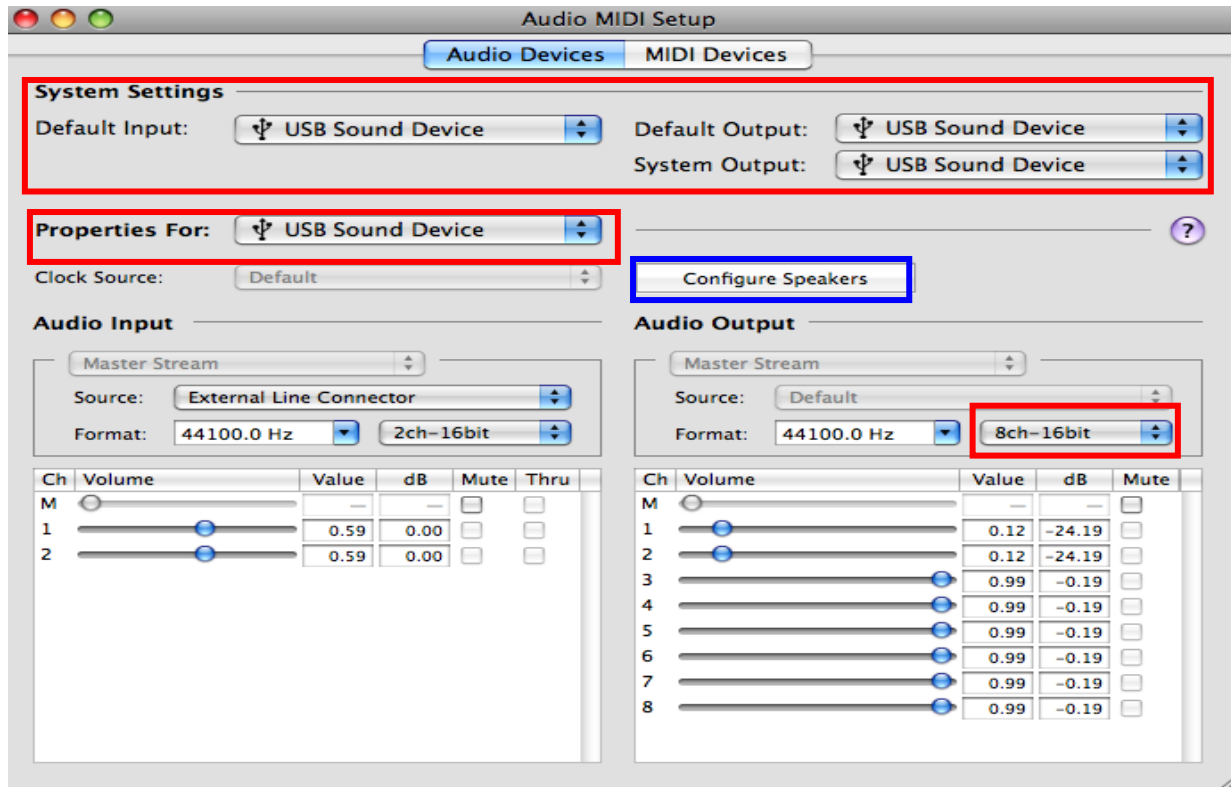 Audio MIDI Setup
Audio Devices MIDI Devices
System Settings
Default Input: USB Sound Device
Default Output: USB Sound Device
System Output: USB Sound Device
Properties For: USB Sound Device ?
Clock Source: Default
Configure Speakers
Audio Input
Master Stream
Source: External Line Connector
Format: 44100.0 Hz 2ch-16bit
Ch Volume Value dB Mute Thru
M — —
1 0.59 0.00
2 0.59 0.00
Audio Output
Master Stream
Source: Default
Format: 44100.0 Hz 8ch-16bit
Ch Volume Value dB Mute
M — —
1 0.12 -24.19
2 0.12 -24.19
3 0.99 -0.19
4 0.99 -0.19
5 0.99 -0.19
6 0.99 -0.19
7 0.99 -0.19
8 0.99 -0.19